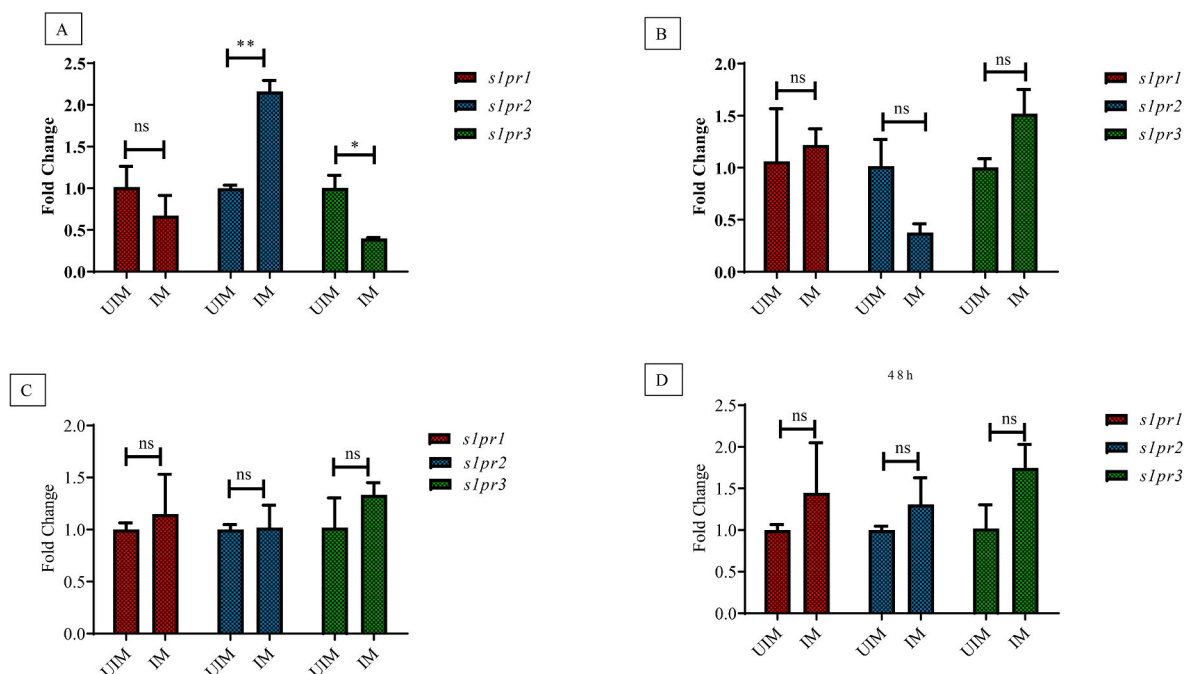 A
Fold Change
2.5
2.0
1.5
1.0
0.5
0.0
ns
**
*
UIM IM UIM IM UIM IM
s1pr1
s1pr2
s1pr3
B
Fold Change
2.0
1.5
1.0
0.5
0.0
ns
ns
ns
UIM IM UIM IM UIM IM
s1pr1
s1pr2
s1pr3
C
Fold Change
2.0
1.5
1.0
0.5
0.0
ns
ns
ns
UIM IM UIM IM UIM IM
s1pr1
s1pr2
s1pr3
D
48h
Fold Change
2.5
2.0
1.5
1.0
0.5
0.0
ns
ns
ns
UIM IM UIM IM UIM IM
s1pr1
s1pr2
s1pr3